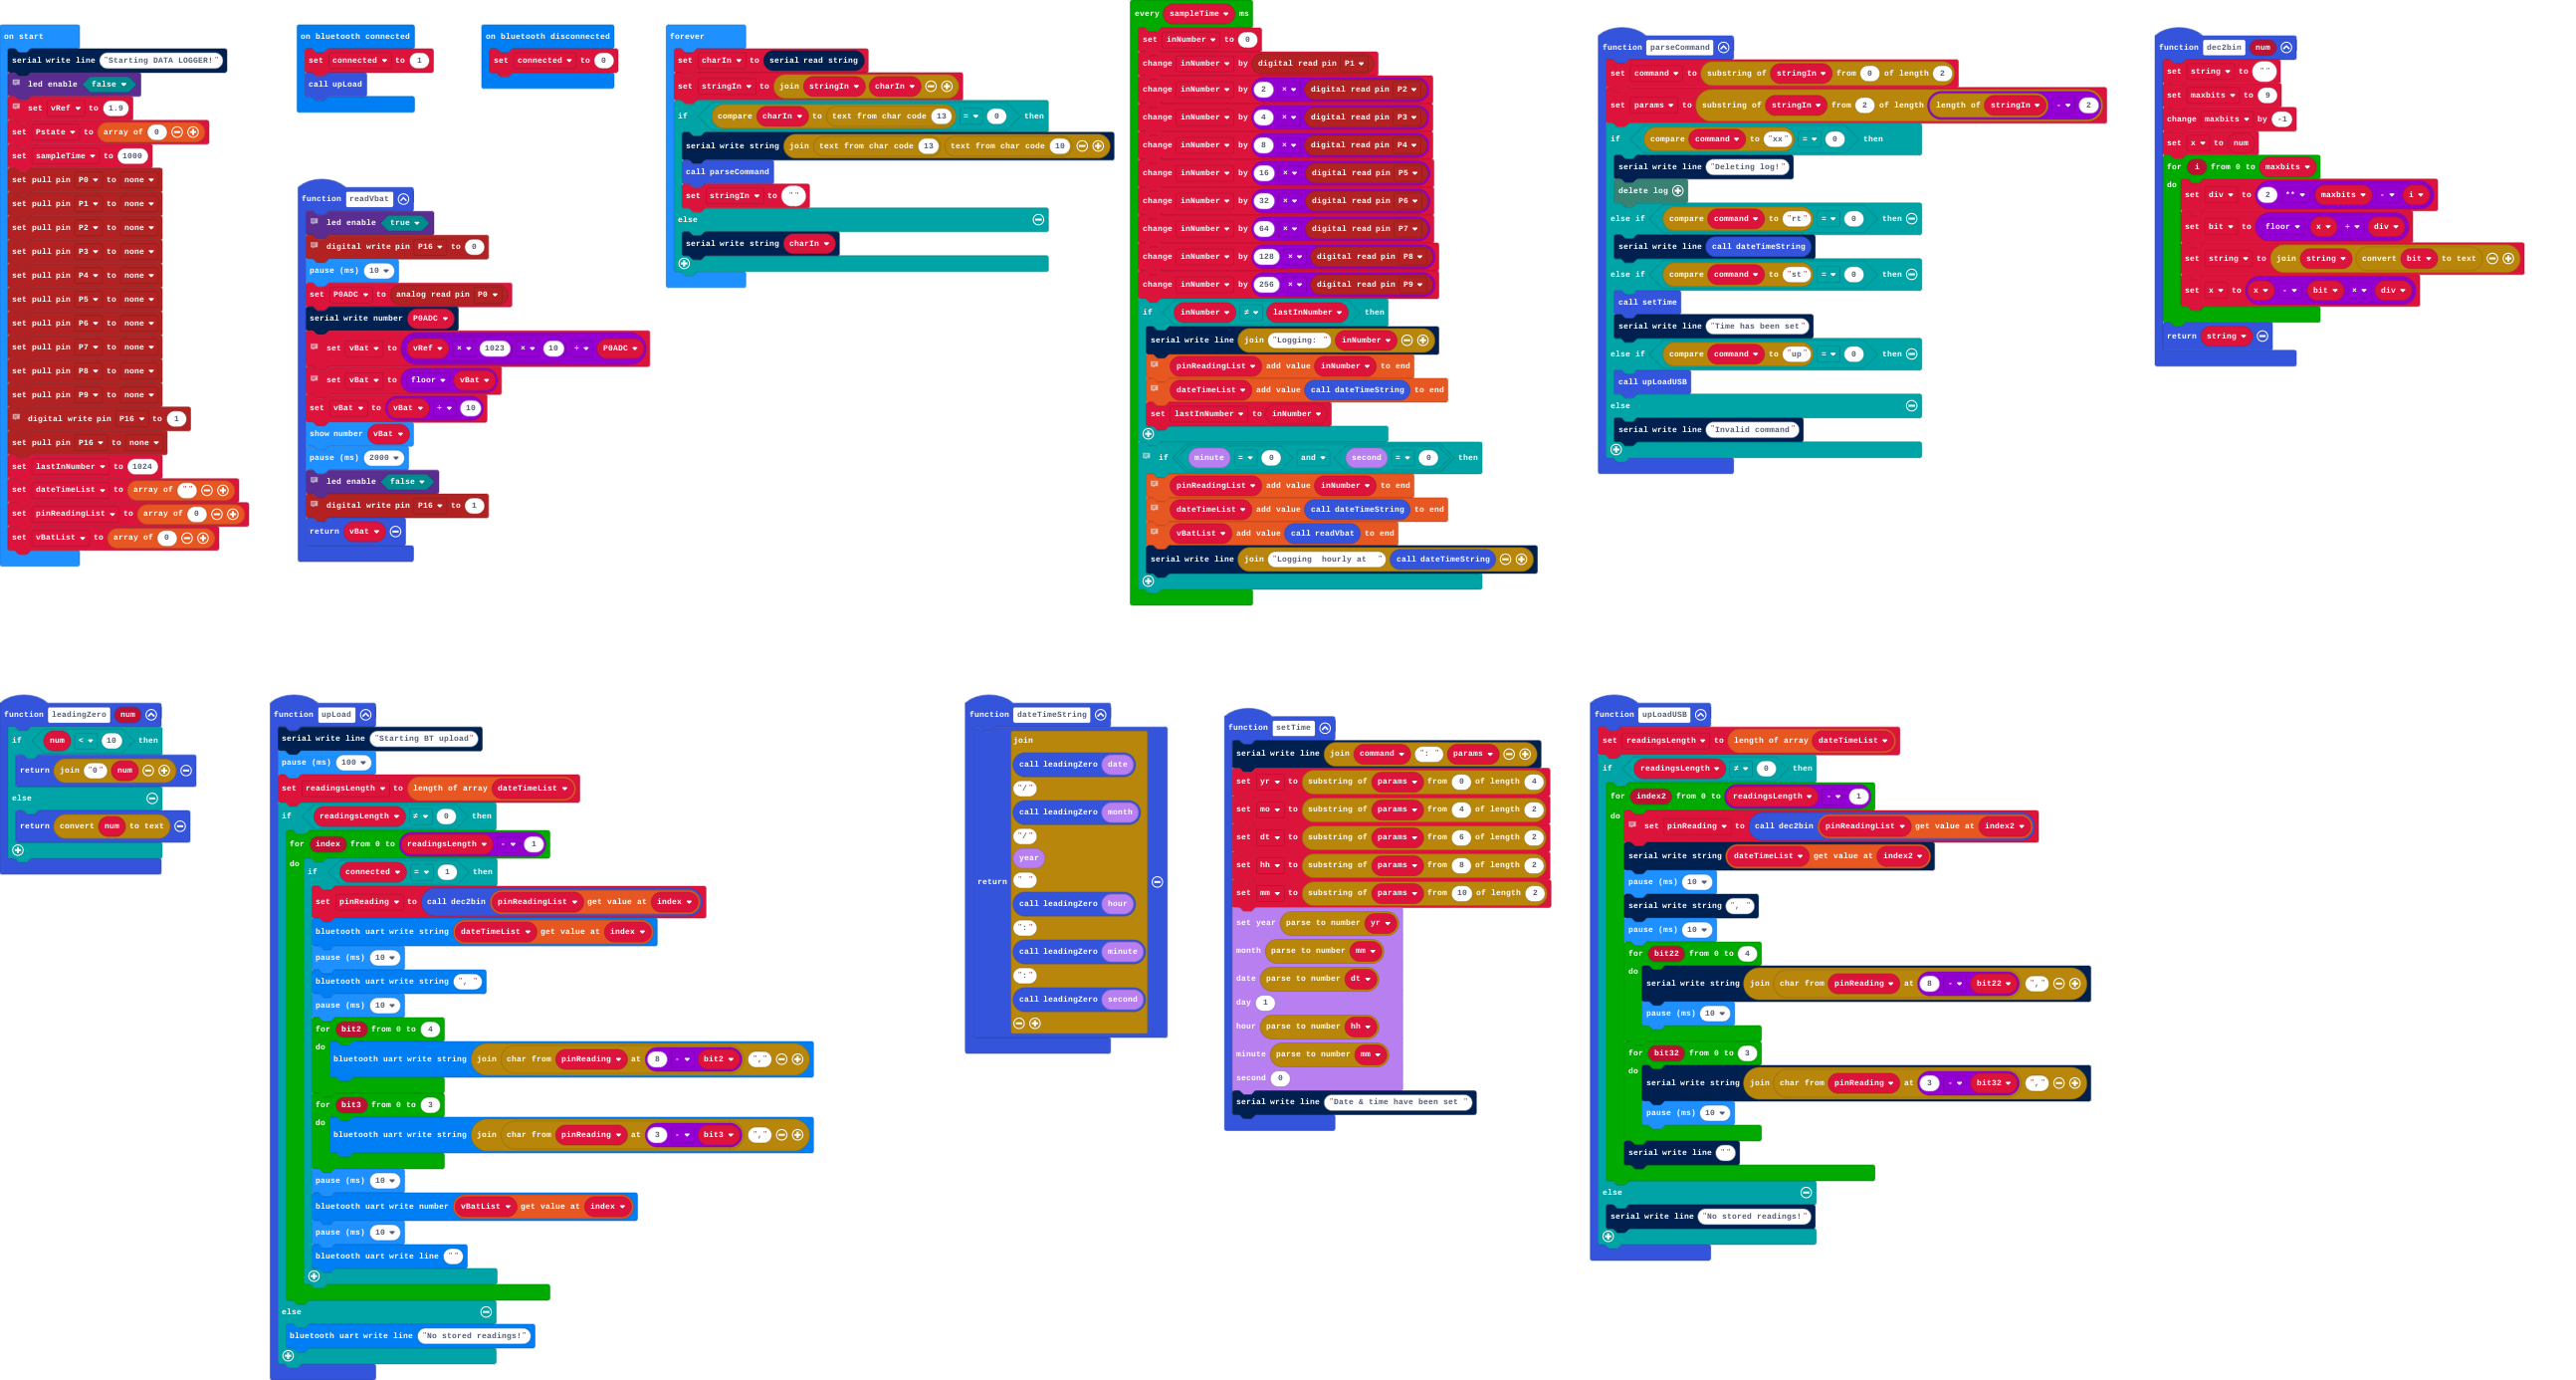 on start
serial write line "Starting DATA LOGGER!"
led enable false
set vRef to 1.9
set Pstate to array of 0
set sampleTime to 1000
set pull pin P0 to none
set pull pin P1 to none
set pull pin P2 to none
set pull pin P3 to none
set pull pin P4 to none
set pull pin P5 to none
set pull pin P6 to none
set pull pin P7 to none
set pull pin P8 to none
set pull pin P9 to none
digital write pin P16 to 1
set pull pin P16 to none
set lastInNumber to 1024
set dateTimeList to array of ""
set pinReadingList to array of 0
set vBatList to array of 0
on bluetooth connected
set connected to 1
call upLoad
on bluetooth disconnected
set connected to 0
function readVbat
led enable true
digital write pin P16 to 0
pause (ms) 10
set P0ADC to analog read pin P0
serial write number P0ADC
set vBat to vRef × 1023 × 10 ÷ P0ADC
set vBat to floor vBat
set vBat to vBat ÷ 10
show number vBat
pause (ms) 2000
led enable false
digital write pin P16 to 1
return vBat
forever
set charIn to serial read string
set stringIn to join stringIn charIn
if compare charIn to text from char code 13 = 0 then
serial write string join text from char code 13 text from char code 10
call parseCommand
set stringIn to ""
else
serial write string charIn
every sampleTime ms
set inNumber to 0
change inNumber by digital read pin P1
change inNumber by 2 × digital read pin P2
change inNumber by 4 × digital read pin P3
change inNumber by 8 × digital read pin P4
change inNumber by 16 × digital read pin P5
change inNumber by 32 × digital read pin P6
change inNumber by 64 × digital read pin P7
change inNumber by 128 × digital read pin P8
change inNumber by 256 × digital read pin P9
if inNumber ≠ lastInNumber then
serial write line join "Logging: " inNumber
pinReadingList add value inNumber to end
dateTimeList add value call dateTimeString to end
set lastInNumber to inNumber
if minute = 0 and second = 0 then
pinReadingList add value inNumber to end
dateTimeList add value call dateTimeString to end
vBatList add value call readVbat to end
serial write line join "Logging  hourly at  " call dateTimeString
function parseCommand
set command to substring of stringIn from 0 of length 2
set params to substring of stringIn from 2 of length length of stringIn - 2
if compare command to "xx" = 0 then
serial write line "Deleting log!"
delete log
else if compare command to "rt" = 0 then
serial write line call dateTimeString
else if compare command to "st" = 0 then
call setTime
serial write line "Time has been set"
else if compare command to "up" = 0 then
call upLoadUSB
else
serial write line "Invalid command"
function dec2bin num
set string to ""
set maxbits to 9
change maxbits by -1
set x to num
for i from 0 to maxbits
do
set div to 2 ** maxbits - i
set bit to floor x ÷ div
set string to join string convert bit to text
set x to x - bit × div
return string
function leadingZero num
if num < 10 then
return join "0" num
else
return convert num to text
function upLoad
serial write line "Starting BT upload"
pause (ms) 100
set readingsLength to length of array dateTimeList
if readingsLength ≠ 0 then
for index from 0 to readingsLength - 1
do if connected = 1 then
set pinReading to call dec2bin pinReadingList get value at index
bluetooth uart write string dateTimeList get value at index
pause (ms) 10
bluetooth uart write string ", "
pause (ms) 10
for bit2 from 0 to 4
do
bluetooth uart write string join char from pinReading at 8 - bit2 ","
for bit3 from 0 to 3
do
bluetooth uart write string join char from pinReading at 3 - bit3 ","
pause (ms) 10
bluetooth uart write number vBatList get value at index
pause (ms) 10
bluetooth uart write line ""
else
bluetooth uart write line "No stored readings!"
function dateTimeString
join
call leadingZero date
"/"
call leadingZero month
"/"
year
return " "
call leadingZero hour
":"
call leadingZero minute
":"
call leadingZero second
function setTime
serial write line join command ": " params
set yr to substring of params from 0 of length 4
set mo to substring of params from 4 of length 2
set dt to substring of params from 6 of length 2
set hh to substring of params from 8 of length 2
set mm to substring of params from 10 of length 2
set year parse to number yr
month parse to number mm
date parse to number dt
day 1
hour parse to number hh
minute parse to number mm
second 0
serial write line "Date & time have been set "
function upLoadUSB
set readingsLength to length of array dateTimeList
if readingsLength ≠ 0 then
for index2 from 0 to readingsLength - 1
do
set pinReading to call dec2bin pinReadingList get value at index2
serial write string dateTimeList get value at index2
pause (ms) 10
serial write string ", "
pause (ms) 10
for bit22 from 0 to 4
do
serial write string join char from pinReading at 8 - bit22 ","
pause (ms) 10
for bit32 from 0 to 3
do
serial write string join char from pinReading at 3 - bit32 ","
pause (ms) 10
serial write line ""
else
serial write line "No stored readings!"